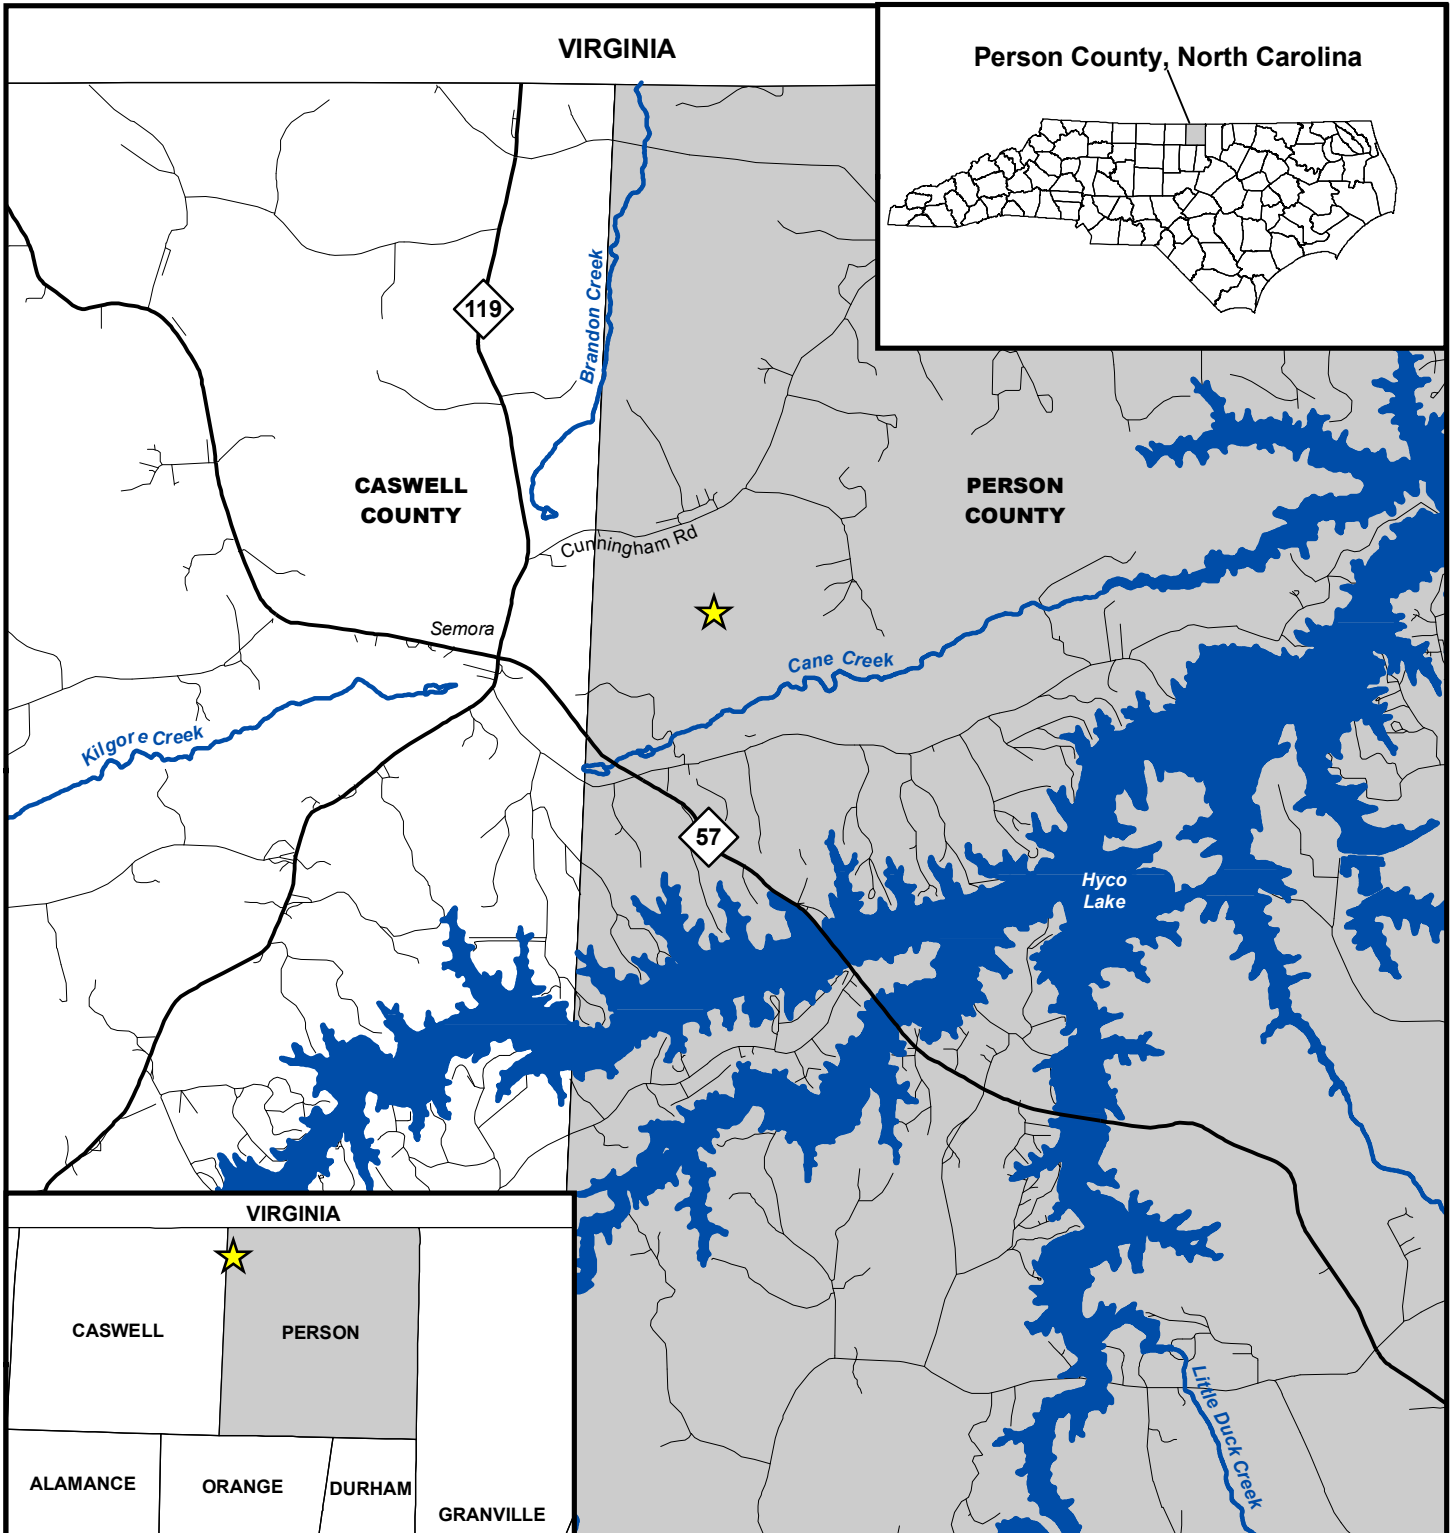 VIRGINIA
Person County, North Carolina
119
Brandon Creek
CASWELL
COUNTY
PERSON
COUNTY
Cunningham Rd
Semora
Cane Creek
Kilgore Creek
57
Hyco
Lake
VIRGINIA
CASWELL
PERSON
ALAMANCE
ORANGE
DURHAM
GRANVILLE
Little Duck Creek